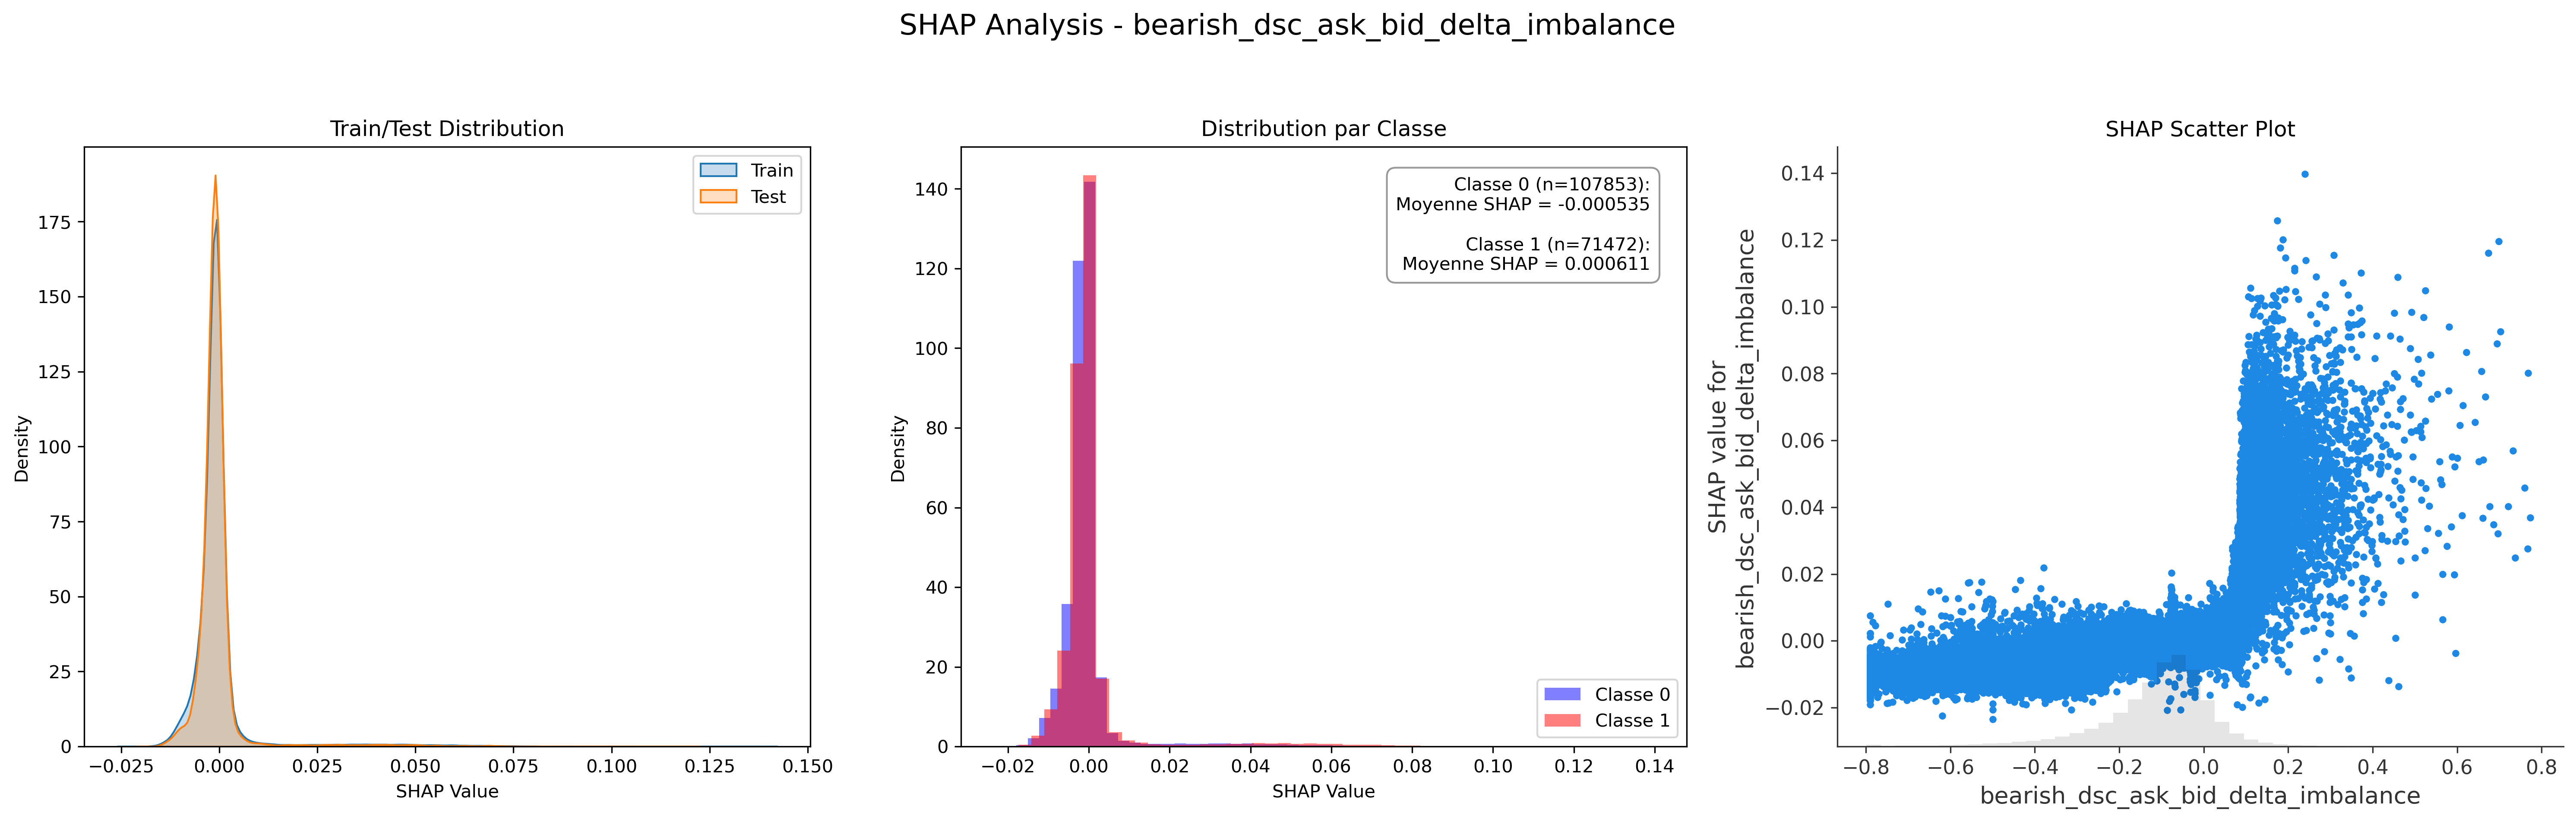 SHAP Analysis - bearish_dsc_ask_bid_delta_imbalance
Train/Test Distribution
Train
Test
175
150
125
100
75
50
25
0
Density
−0.025
0.000
0.025
0.050
0.075
0.100
0.125
0.150
SHAP Value
Distribution par Classe
Classe 0 (n=107853):
Moyenne SHAP = -0.000535
Classe 1 (n=71472):
Moyenne SHAP = 0.000611
140
120
100
80
60
40
20
0
Density
Classe 0
Classe 1
−0.02
0.00
0.02
0.04
0.06
0.08
0.10
0.12
0.14
SHAP Value
SHAP Scatter Plot
SHAP value for
bearish_dsc_ask_bid_delta_imbalance
0.14
0.12
0.10
0.08
0.06
0.04
0.02
0.00
−0.02
−0.8
−0.6
−0.4
−0.2
0.0
0.2
0.4
0.6
0.8
bearish_dsc_ask_bid_delta_imbalance